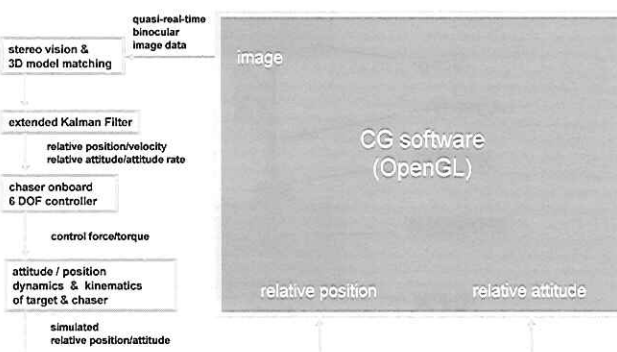 quasi-real-time
binocular
image data
stereo vision &
3D model matching
image
extended Kalman Filter
relative position/velocity
relative attitude/attitude rate
CG software
(OpenGL)
chaser onboard
6 DOF controller
control force/torque
attitude / position
dynamics & kinematics
of target & chaser
relative position
relative attitude
simulated
relative position/attitude